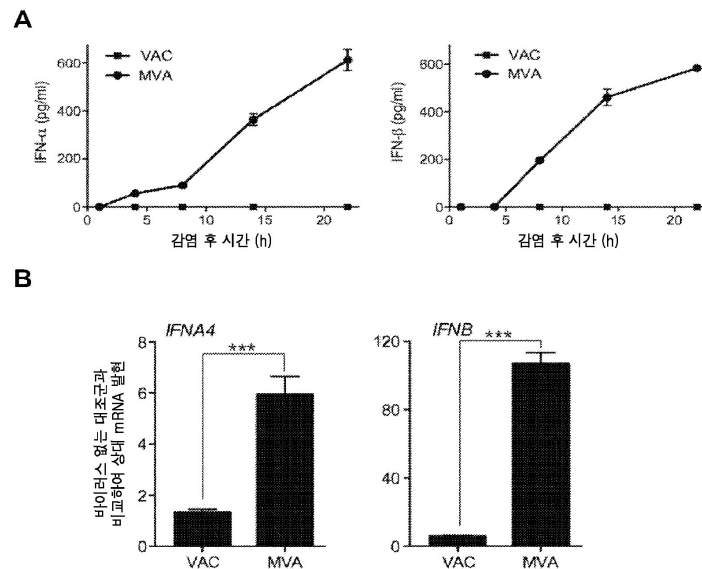 A
VAC
MVA
IFN-α (pg/ml)
600
400
200
0
0 5 10 15 20
감염 후 시간 (h)
VAC
MVA
IFN-β (pg/ml)
600
400
200
0
0 5 10 15 20
감염 후 시간 (h)
B
바이러스 없는 대조군과
비교하여 상대 mRNA 발현
IFNA4
***
8
6
4
2
0
VAC MVA
IFNB
***
120
80
40
0
VAC MVA